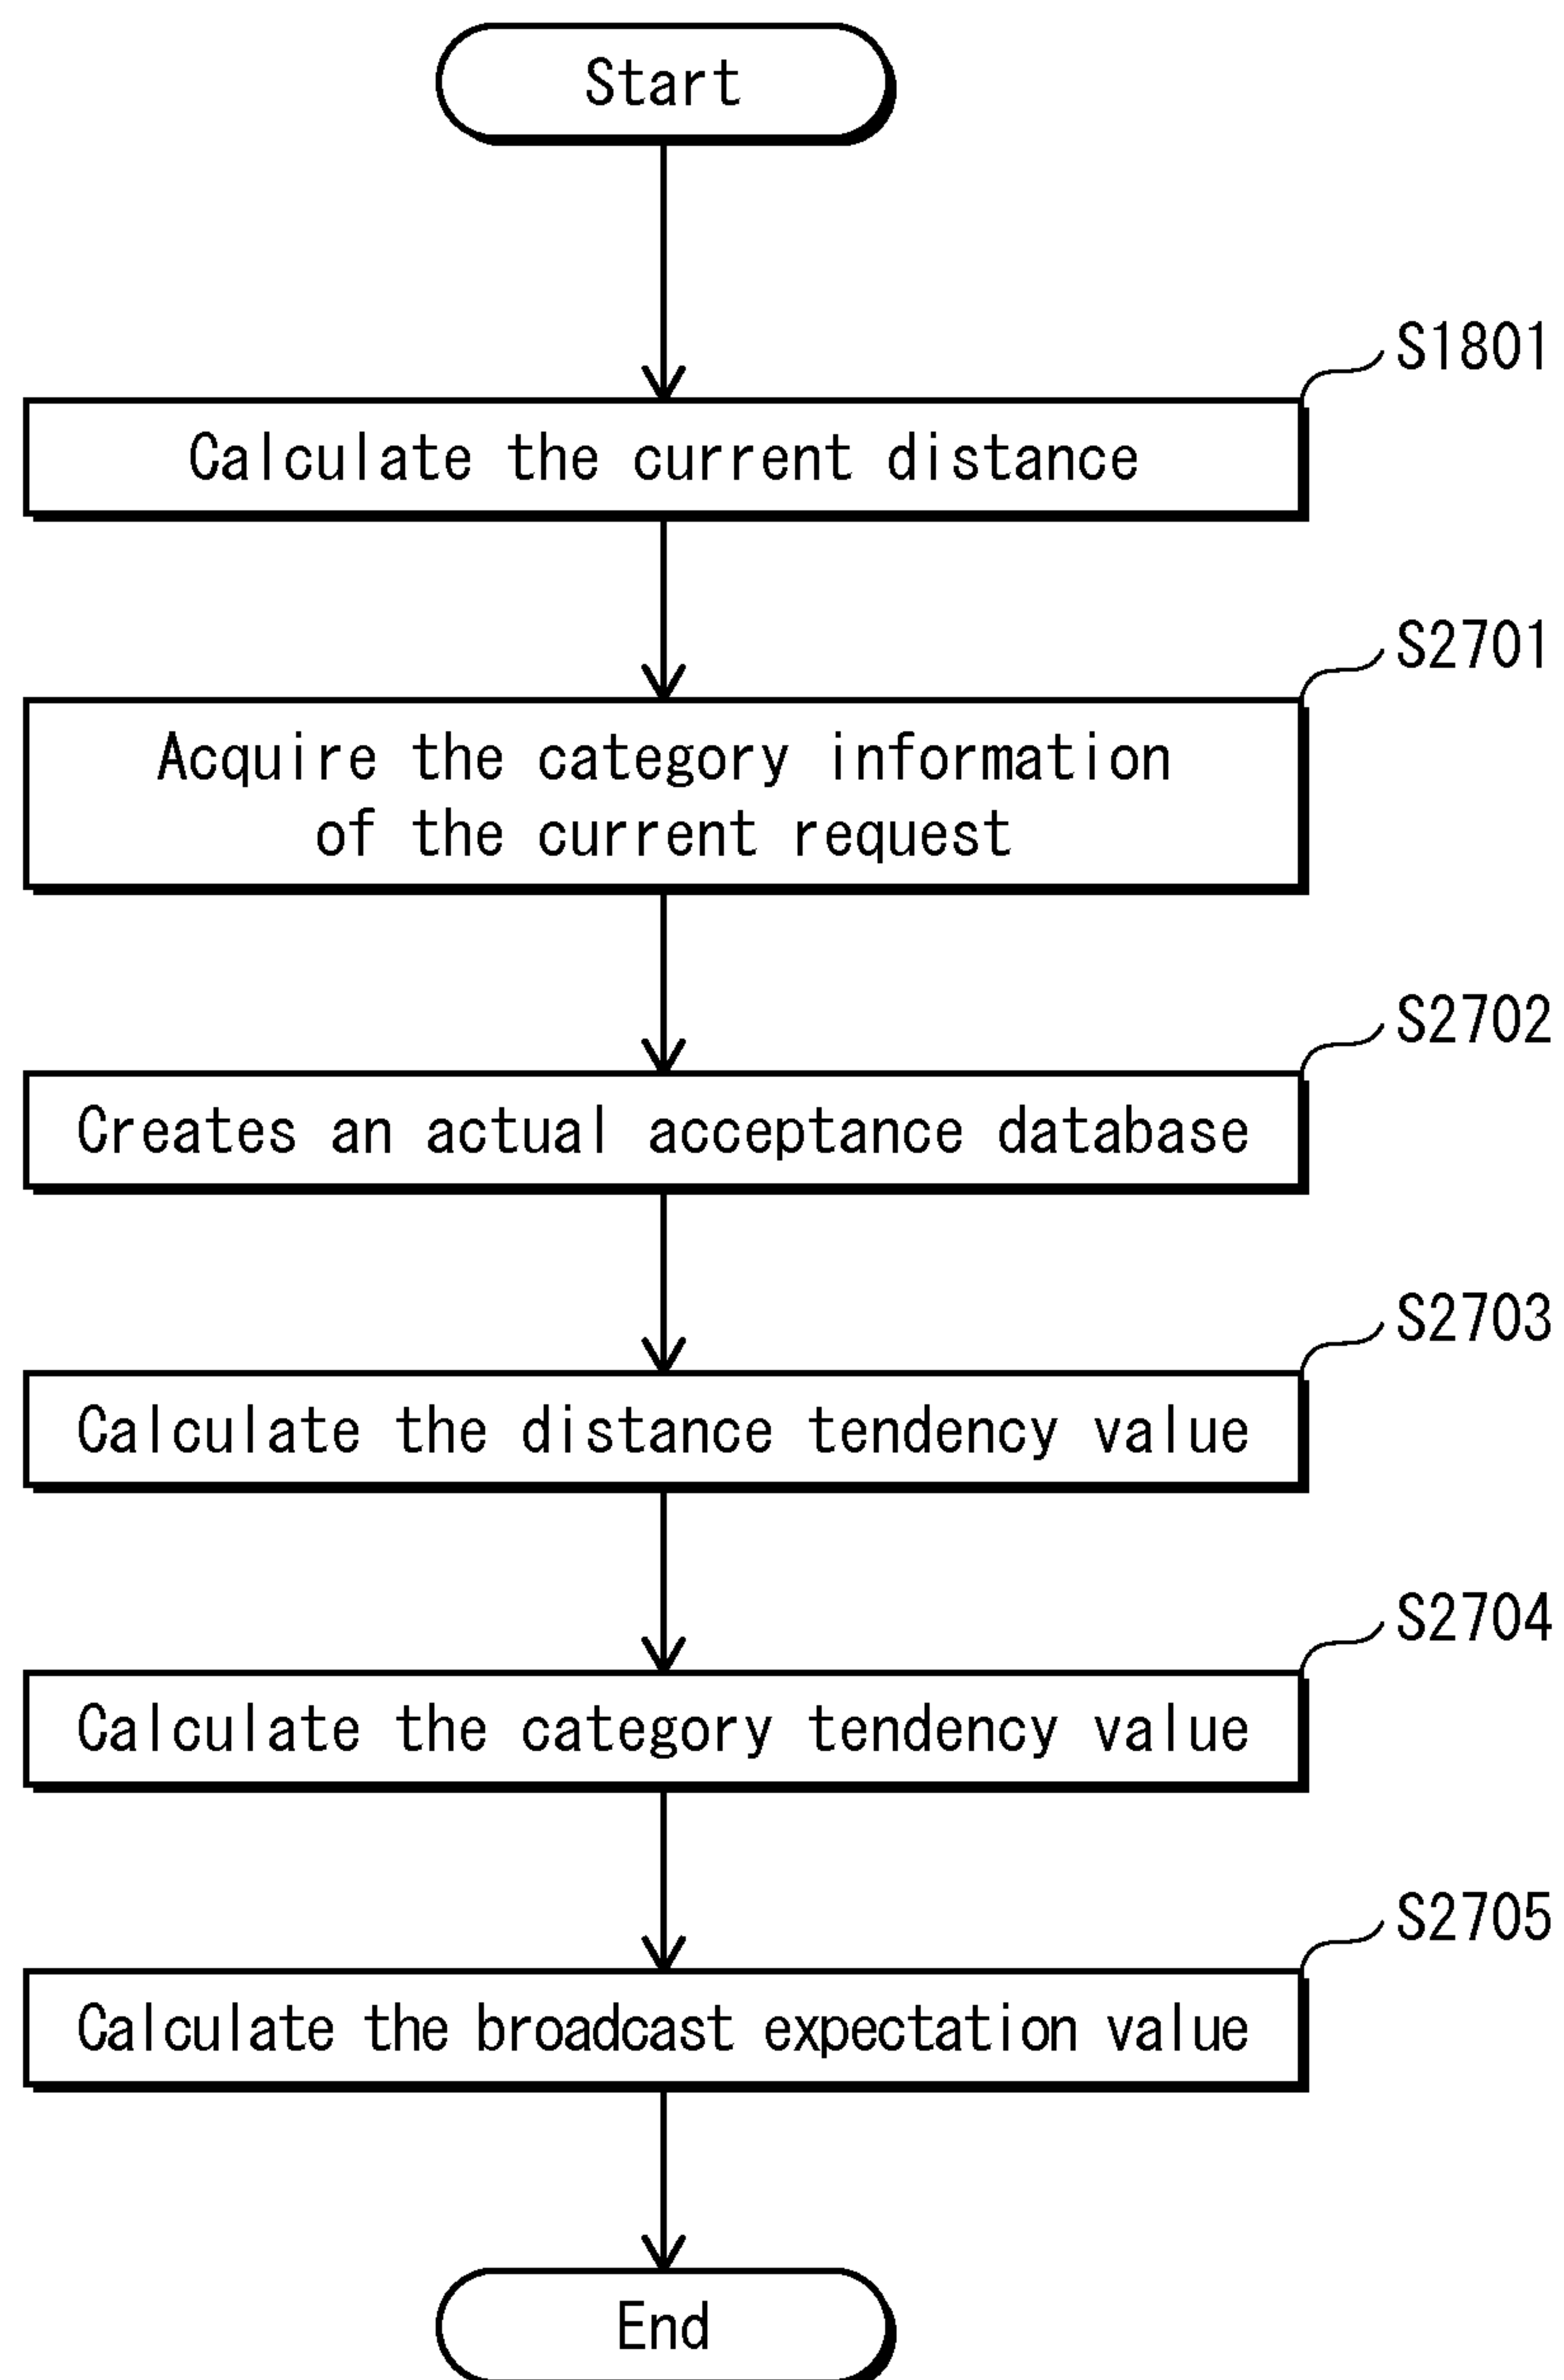 Start
S1801
Calculate the current distance
S2701
Acquire the category information
of the current request
S2702
Creates an actual acceptance database
S2703
Calculate the distance tendency value
S2704
Calculate the category tendency value
S2705
Calculate the broadcast expectation value
End